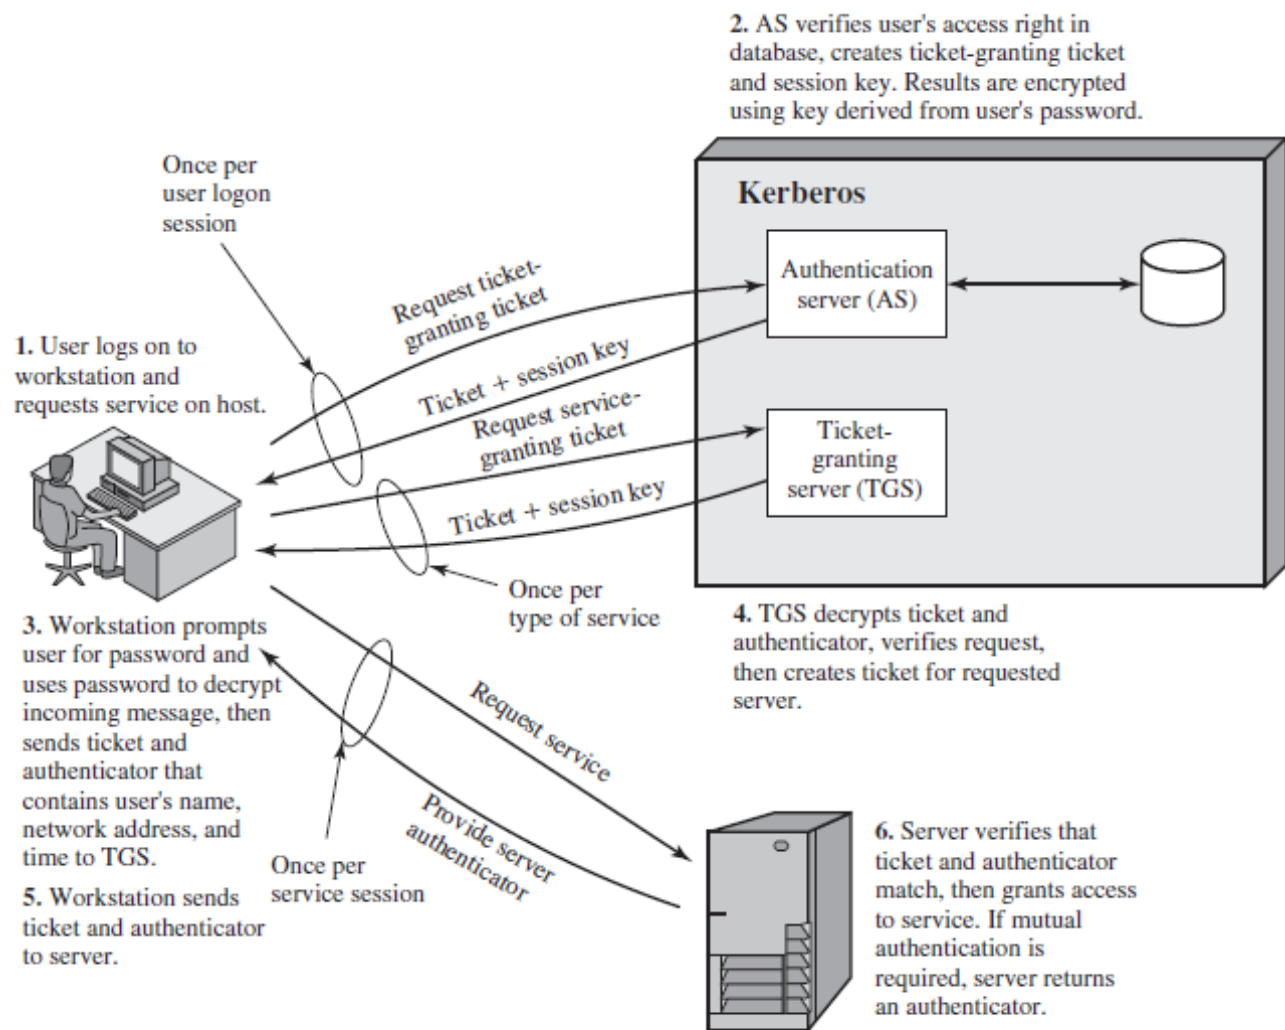 2. AS verifies user's access right in
database, creates ticket-granting ticket
and session key. Results are encrypted
using key derived from user's password.
Once per
user logon
session
Kerberos
Authentication
server (AS)
Request ticket-
granting ticket
1. User logs on to
workstation and
requests service on host.
Ticket + session key
Request service-
granting ticket
Ticket-
granting
server (TGS)
Ticket + session key
Once per
type of service
4. TGS decrypts ticket and
authenticator, verifies request,
then creates ticket for requested
server.
3. Workstation prompts
user for password and
uses password to decrypt
incoming message, then
sends ticket and
authenticator that
contains user's name,
network address, and
time to TGS.
Request service
Provide server
authenticator
Once per
service session
5. Workstation sends
ticket and authenticator
to server.
6. Server verifies that
ticket and authenticator
match, then grants access
to service. If mutual
authentication is
required, server returns
an authenticator.